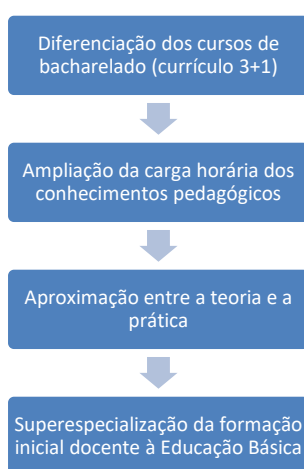 Diferenciação dos cursos de
bacharelado (currículo 3+1)
Ampliação da carga horária dos
conhecimentos pedagógicos
Aproximação entre a teoria e a
prática
Superespecialização da formação
inicial docente à Educação Básica